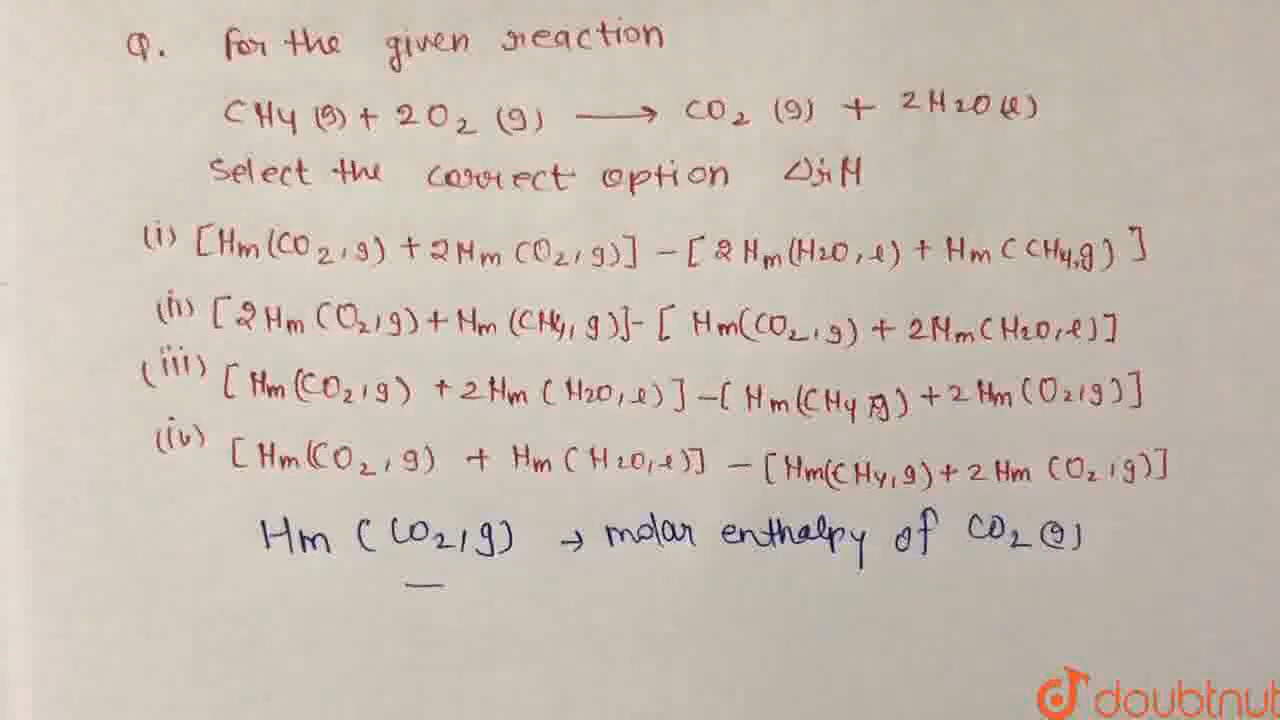 Q. For the given reaction
CH4 (g) + 2O2 (g) ⟶ CO2 (g) + 2H2O(l)
Select the correct option ΔrH
(i) [Hm(CO2,g) + 2Hm(O2,g)] - [2Hm(H2O,l) + Hm(CH4,g)]
(ii) [2Hm(O2,g) + Hm(CH4,g)] - [Hm(CO2,g) + 2Hm(H2O,l)]
(iii) [Hm(CO2,g) + 2Hm(H2O,l)] - [Hm(CH4,g) + 2Hm(O2,g)]
(iv) [Hm(CO2,g) + Hm(H2O,l)] - [Hm(CH4,g) + 2Hm(O2,g)]
Hm (CO2,g) → molar enthalpy of CO2(g)
doubtnut